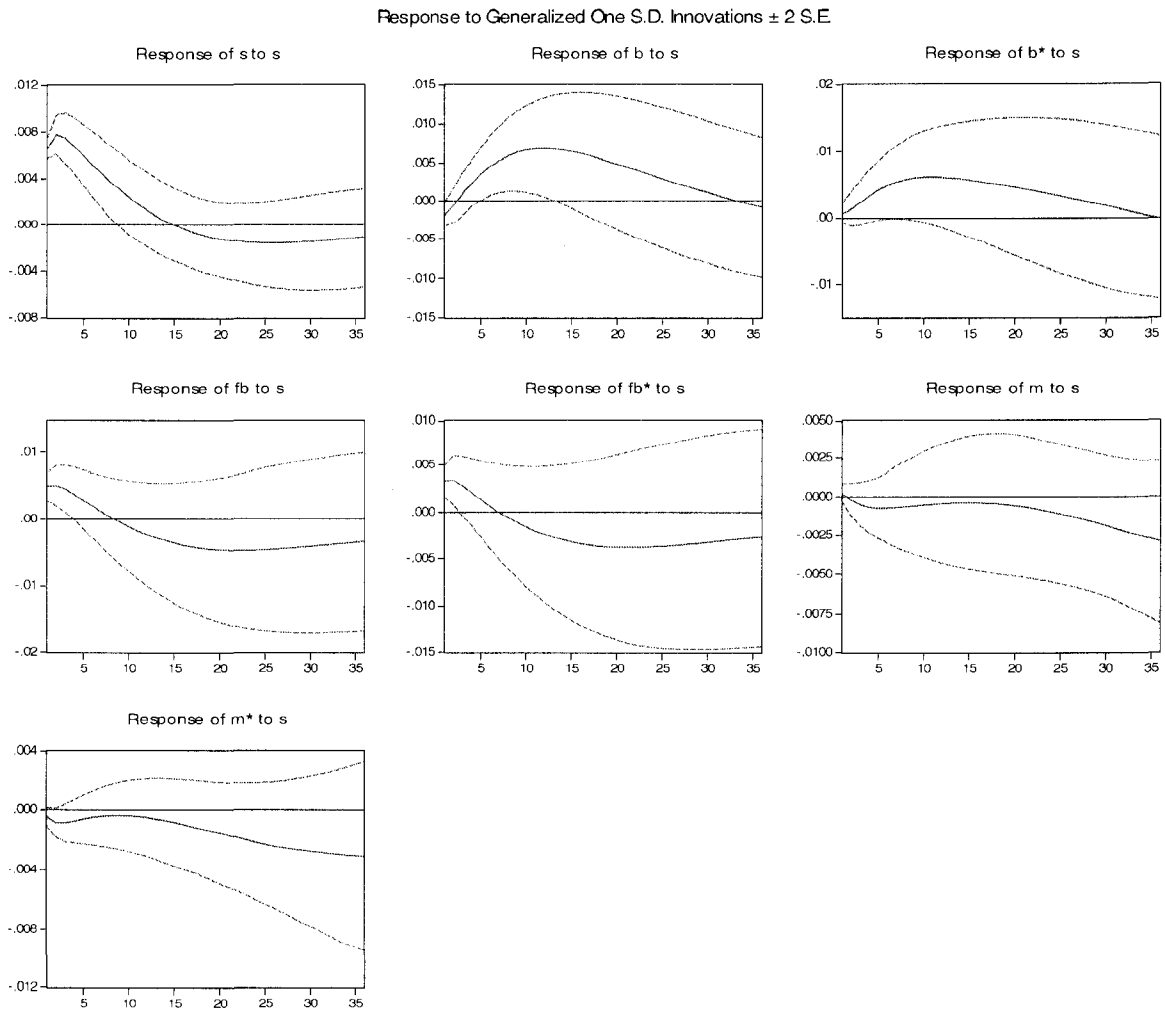 Response to Generalized One S.D. Innovations ± 2 S.E.
Response of s to s
.012
.008
.004
.000
-.004
-.008
5 10 15 20 25 30 35
Response of b to s
.015
.010
.005
.000
-.005
-.010
-.015
5 10 15 20 25 30 35
Response of b* to s
.02
.01
.00
-.01
5 10 15 20 25 30 35
Response of fb to s
.01
.00
-.01
-.02
5 10 15 20 25 30 35
Response of fb* to s
.010
.005
.000
-.005
-.010
-.015
5 10 15 20 25 30 35
Response of m to s
.0050
.0025
.0000
-.0025
-.0050
-.0075
-.0100
5 10 15 20 25 30 35
Response of m* to s
.004
.000
-.004
-.008
-.012
5 10 15 20 25 30 35